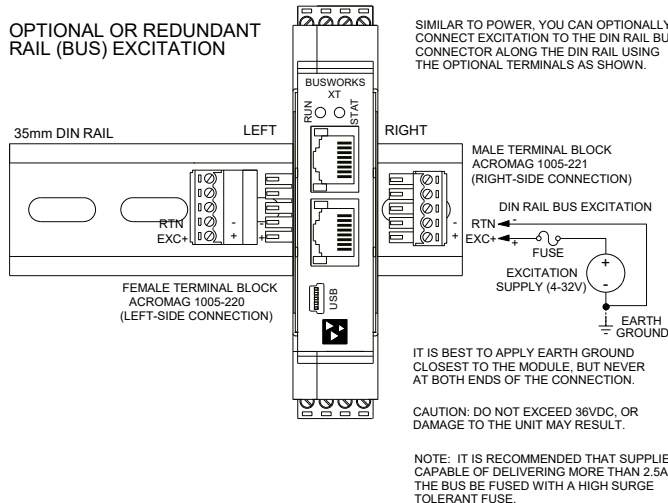 OPTIONAL OR REDUNDANT
RAIL (BUS) EXCITATION
SIMILAR TO POWER, YOU CAN OPTIONALLY
CONNECT EXCITATION TO THE DIN RAIL BU
CONNECTOR ALONG THE DIN RAIL USING
THE OPTIONAL TERMINALS AS SHOWN.
BUSWORKS
XT
RUN
STAT
35mm DIN RAIL
LEFT
RIGHT
MALE TERMINAL BLOCK
ACROMAG 1005-221
(RIGHT-SIDE CONNECTION)
DIN RAIL BUS EXCITATION
RTN
-
-
-
RTN
-
EXC+
+
+
+
EXC+
+
FUSE
EXCITATION
SUPPLY (4-32V)
+
-
EARTH
GROUND
FEMALE TERMINAL BLOCK
ACROMAG 1005-220
(LEFT-SIDE CONNECTION)
USB
IT IS BEST TO APPLY EARTH GROUND
CLOSEST TO THE MODULE, BUT NEVER
AT BOTH ENDS OF THE CONNECTION.
CAUTION: DO NOT EXCEED 36VDC, OR
DAMAGE TO THE UNIT MAY RESULT.
NOTE: IT IS RECOMMENDED THAT SUPPLIE
CAPABLE OF DELIVERING MORE THAN 2.5A
THE BUS BE FUSED WITH A HIGH SURGE
TOLERANT FUSE.